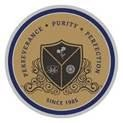 PERSEVERANCE • PURITY • PERFECTION
SINCE 1985